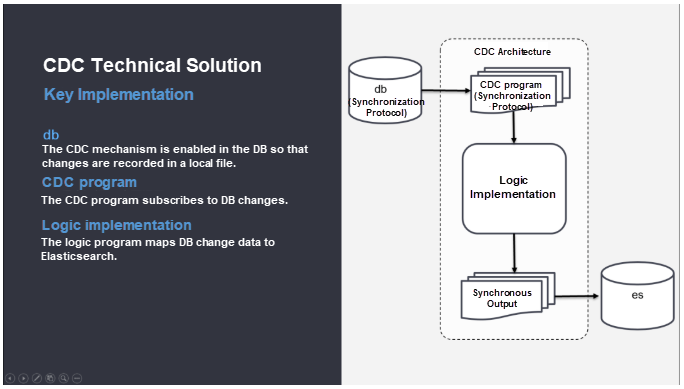 CDC Technical Solution
Key Implementation
db
The CDC mechanism is enabled in the DB so that
changes are recorded in a local file.
CDC program
The CDC program subscribes to DB changes.
Logic implementation
The logic program maps DB change data to
Elasticsearch.
CDC Architecture
db
(Synchronization
Protocol)
CDC program
(Synchronization
Protocol)
Logic
Implementation
Synchronous
Output
es